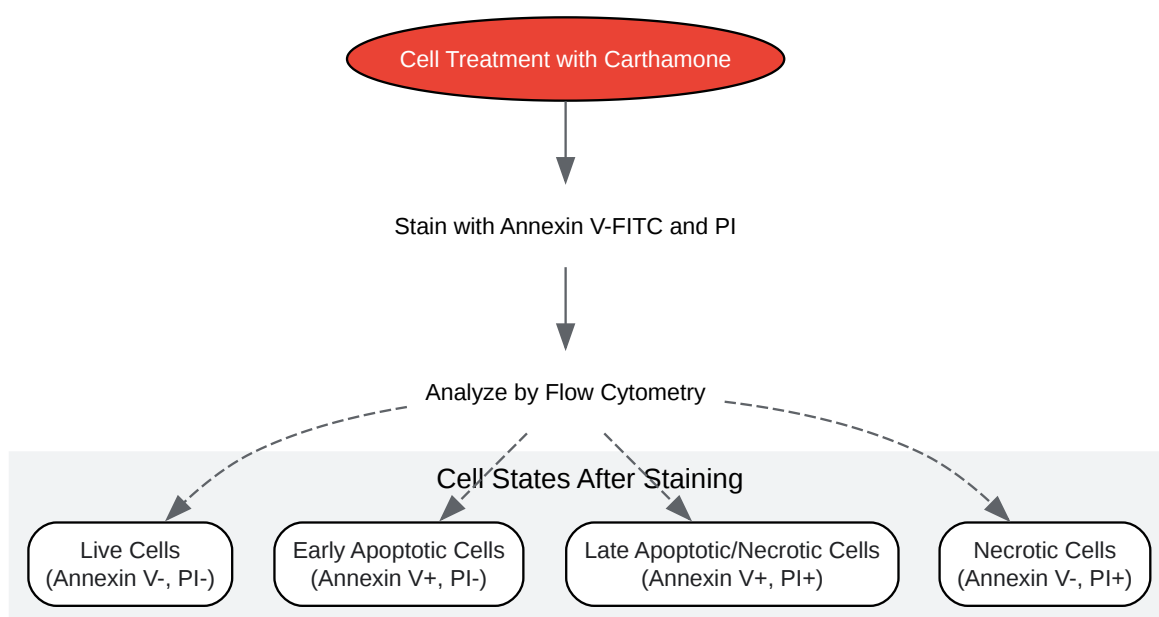 Cell Treatment with Carthamone
Stain with Annexin V-FITC and PI
Analyze by Flow Cytometry
Cell States After Staining
Live Cells
(Annexin V-, PI-)
Early Apoptotic Cells
(Annexin V+, PI-)
Late Apoptotic/Necrotic Cells
(Annexin V+, PI+)
Necrotic Cells
(Annexin V-, PI+)